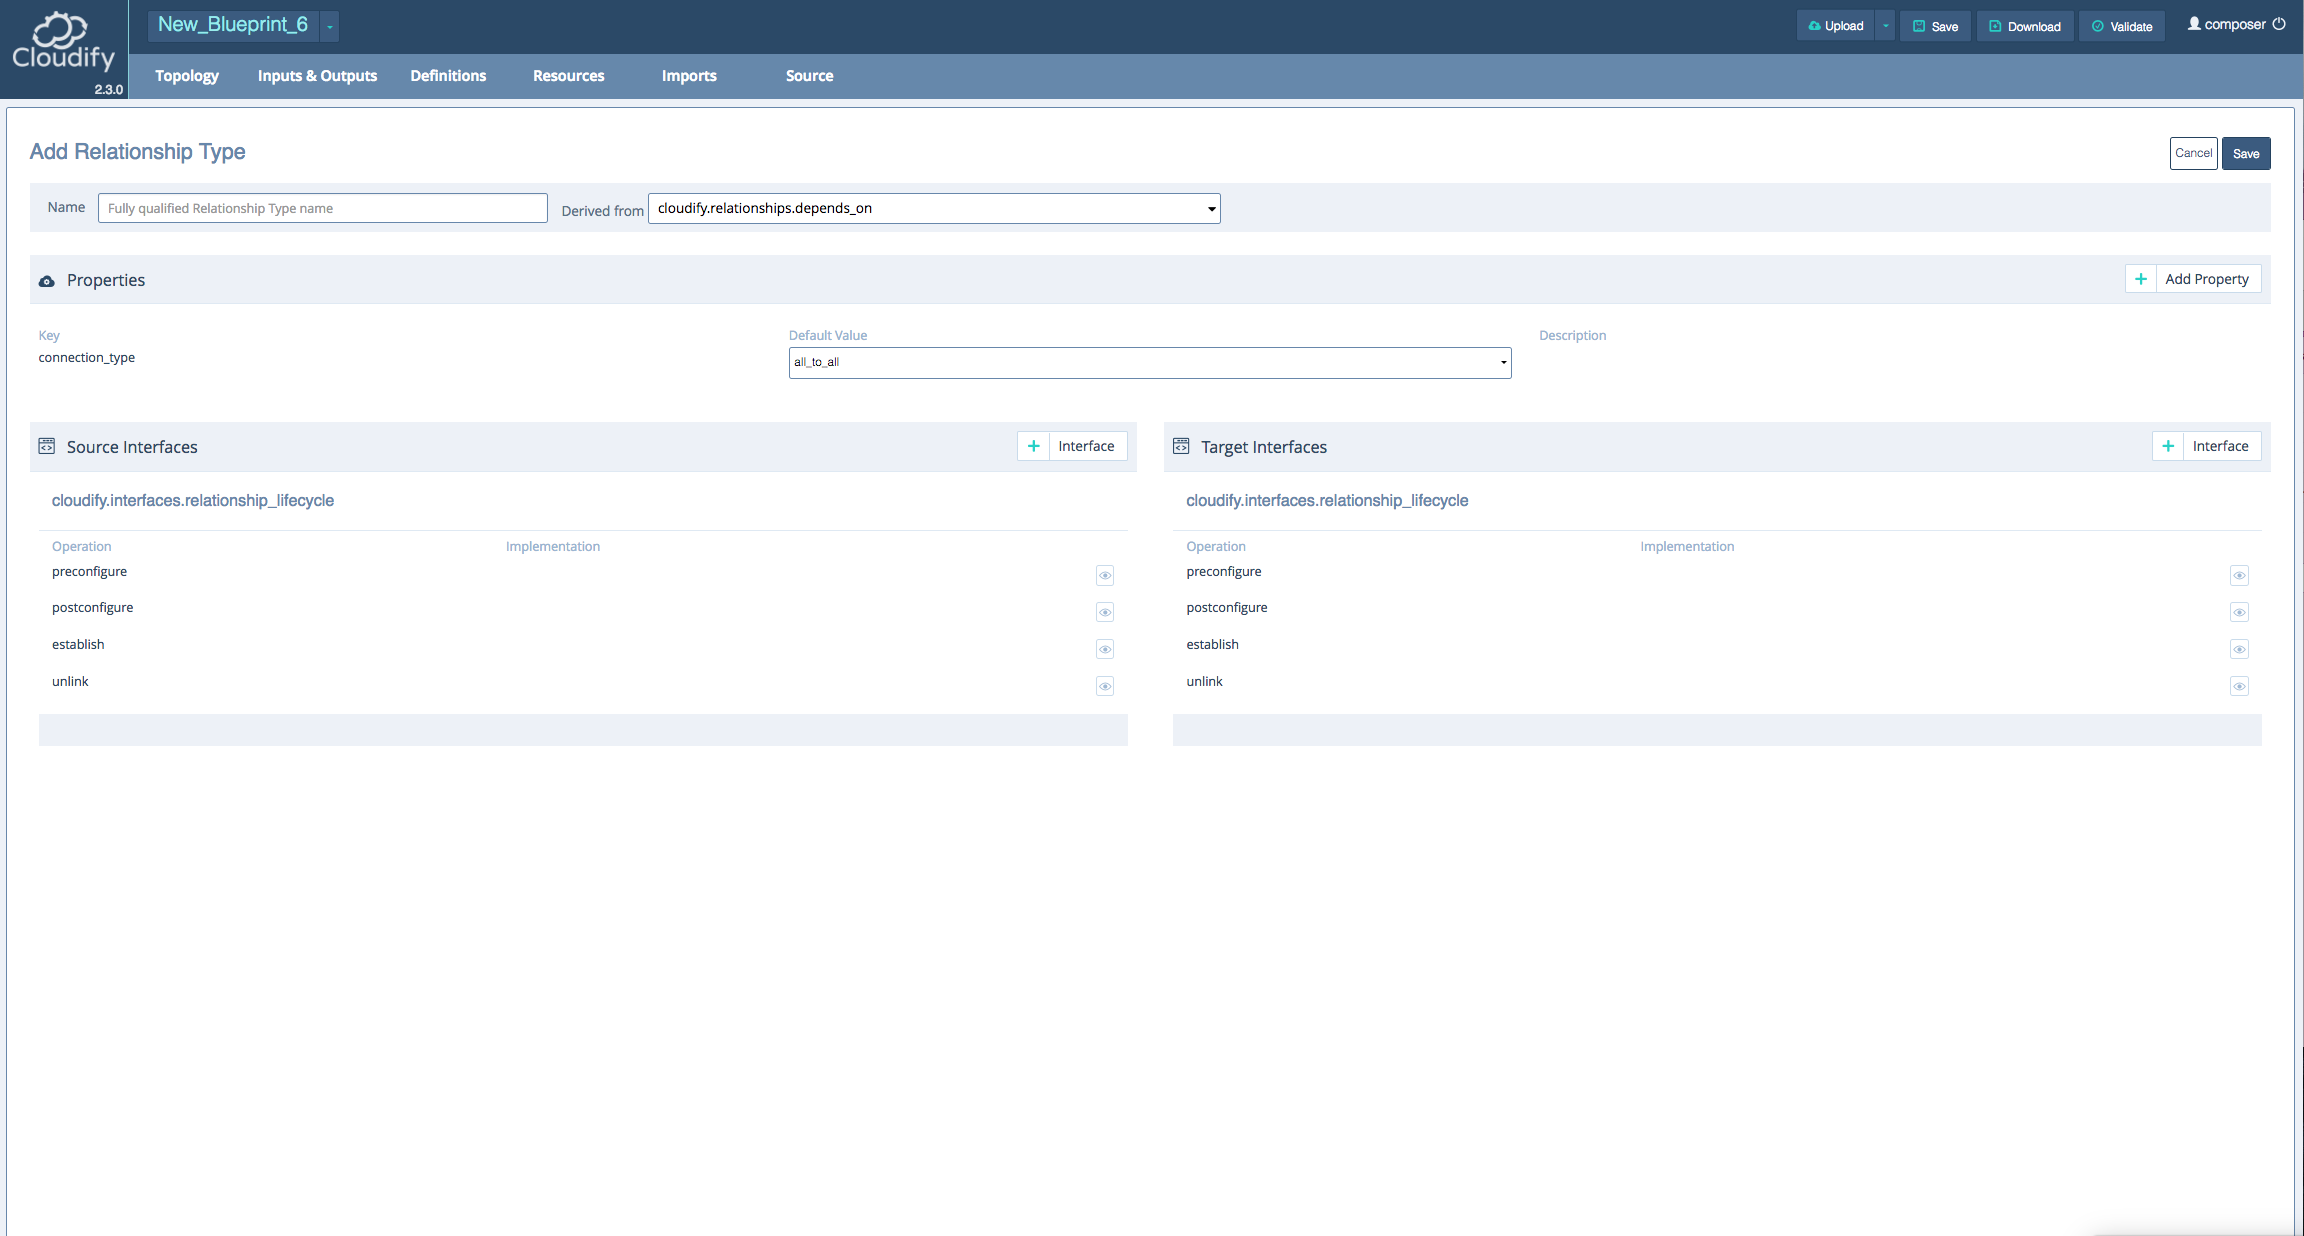 Cloudify
2.3.0
New_Blueprint_6
Upload
Save
Download
Validate
composer
Topology
Inputs & Outputs
Definitions
Resources
Imports
Source
Add Relationship Type
Cancel
Save
Name
Fully qualified Relationship Type name
Derived from
cloudify.relationships.depends_on
Properties
+ Add Property
Key
Default Value
Description
connection_type
all_to_all
Source Interfaces
+ Interface
cloudify.interfaces.relationship_lifecycle
Operation
Implementation
preconfigure
postconfigure
establish
unlink
Target Interfaces
+ Interface
cloudify.interfaces.relationship_lifecycle
Operation
Implementation
preconfigure
postconfigure
establish
unlink